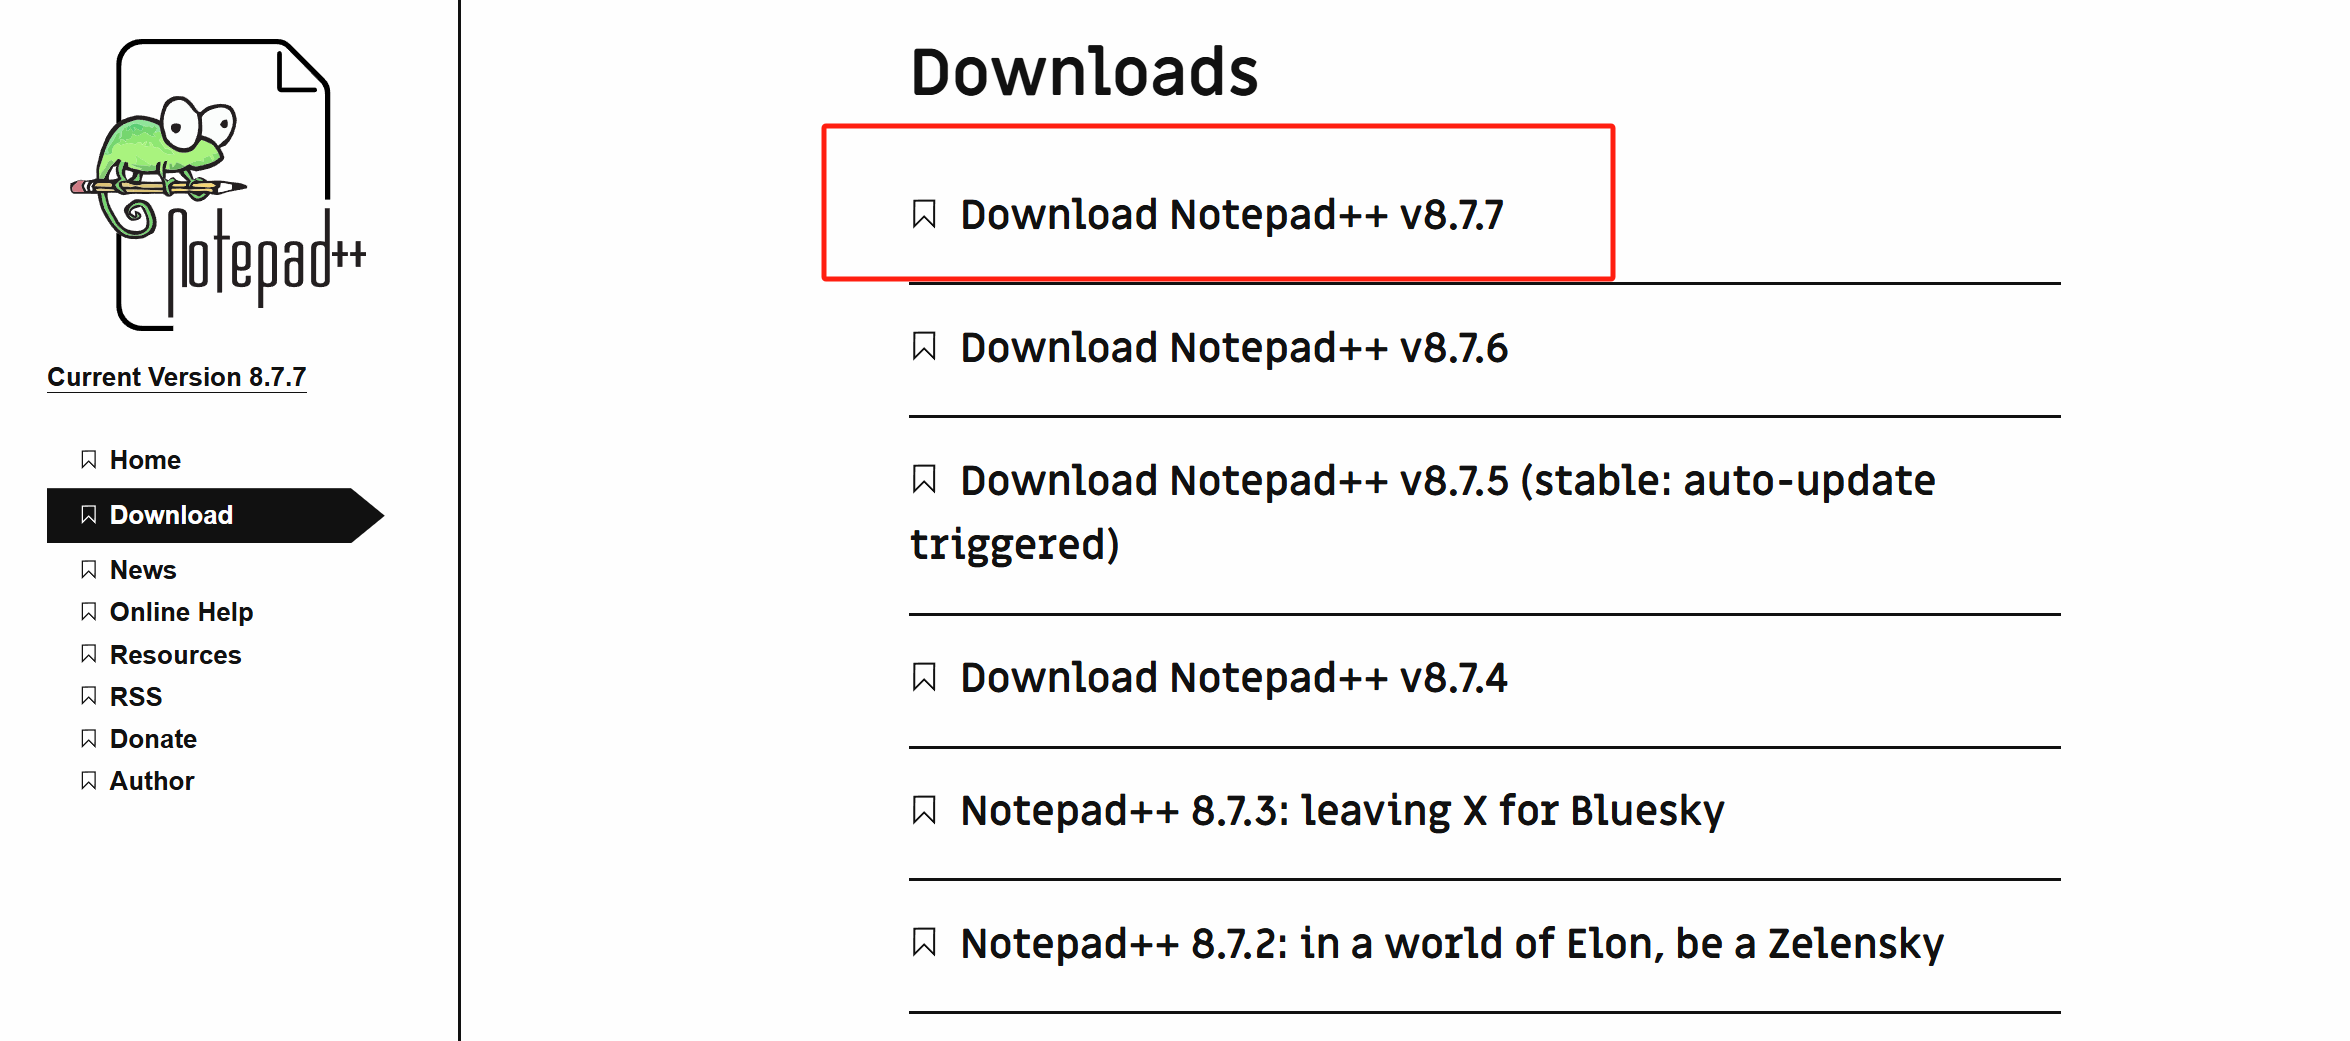 Notepad++
Current Version 8.7.7
Home
Download
News
Online Help
Resources
RSS
Donate
Author
Downloads
Download Notepad++ v8.7.7
Download Notepad++ v8.7.6
Download Notepad++ v8.7.5 (stable: auto-update
triggered)
Download Notepad++ v8.7.4
Notepad++ 8.7.3: leaving X for Bluesky
Notepad++ 8.7.2: in a world of Elon, be a Zelensky